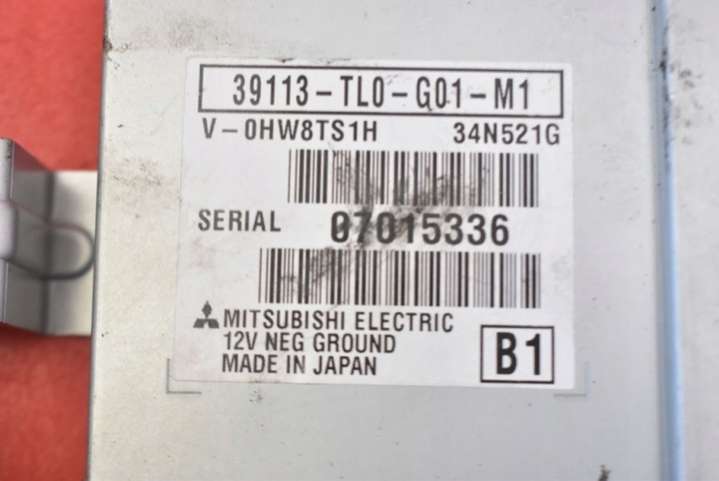 39113-TL0-G01-M1
V-0HW8TS1H 34N521G
SERIAL 07015336
MITSUBISHI ELECTRIC
12V NEG GROUND
MADE IN JAPAN
B1